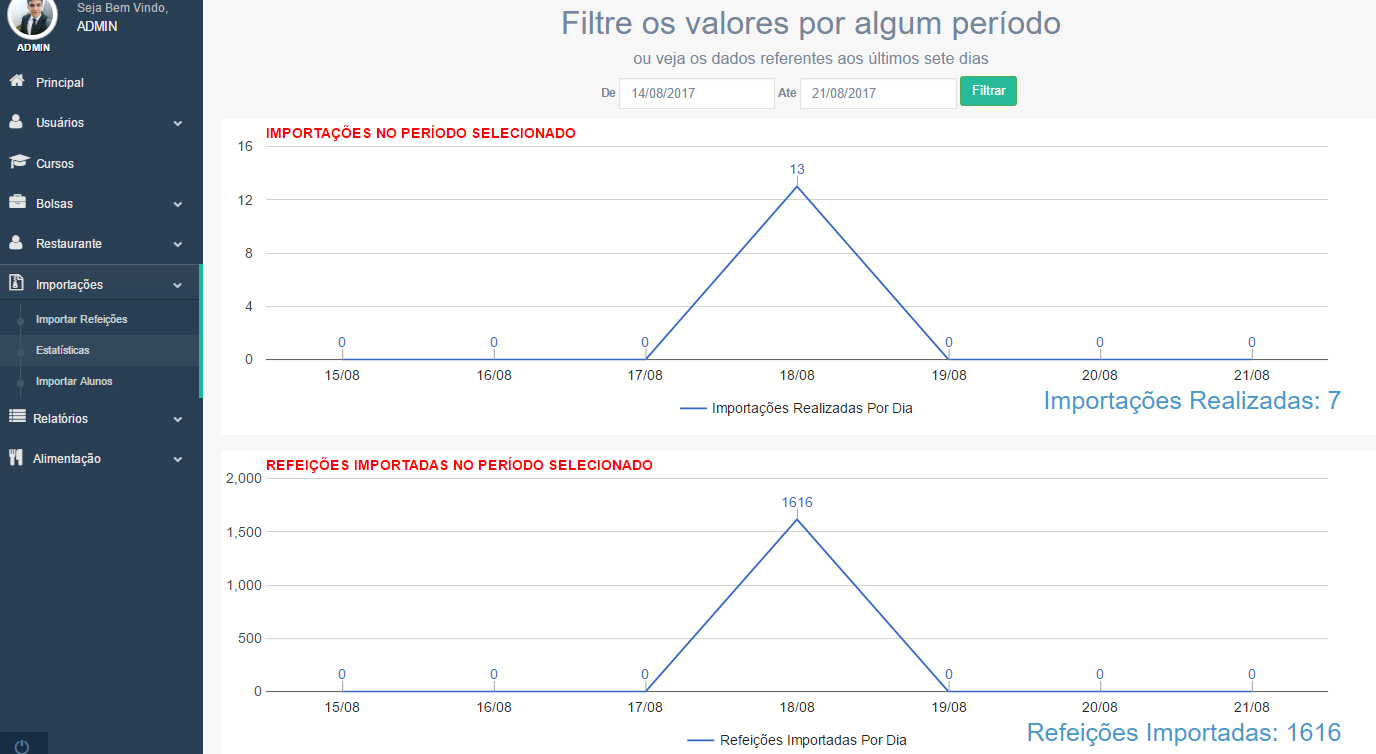 Seja Bem Vindo,
ADMIN
ADMIN
Principal
Usuários
Cursos
Bolsas
Restaurante
Importações
Importar Refeições
Estatísticas
Importar Alunos
Relatórios
Alimentação
Filtre os valores por algum período
ou veja os dados referentes aos últimos sete dias
De 14/08/2017 Ate 21/08/2017 Filtrar
IMPORTAÇÕES NO PERÍODO SELECIONADO
16
13
12
8
4
0 0 0 0 0 0
0
15/08 16/08 17/08 18/08 19/08 20/08 21/08
Importações Realizadas: 7
Importações Realizadas Por Dia
REFEIÇÕES IMPORTADAS NO PERÍODO SELECIONADO
2,000
1616
1,500
1,000
500
0 0 0 0 0 0
0
15/08 16/08 17/08 18/08 19/08 20/08 21/08
Refeições Importadas: 1616
Refeições Importadas Por Dia